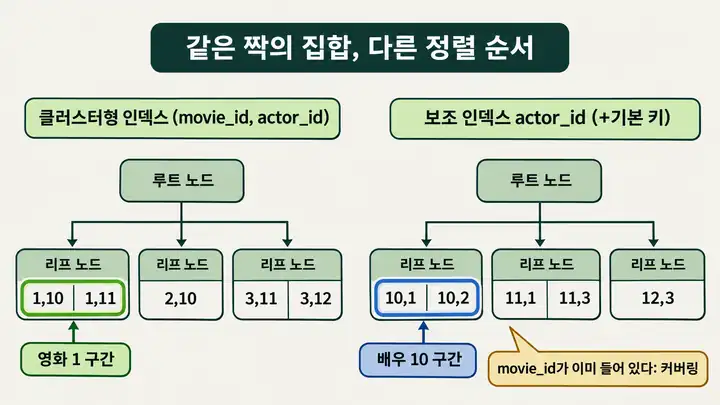 같은 짝의 집합, 다른 정렬 순서
클러스터형 인덱스 (movie_id, actor_id)
루트 노드
리프 노드
1,10 1,11
리프 노드
2,10
리프 노드
3,11 3,12
영화 1 구간
보조 인덱스 actor_id (+기본 키)
루트 노드
리프 노드
10,1 10,2
리프 노드
11,1 11,3
리프 노드
12,3
배우 10 구간
movie_id가 이미 들어 있다: 커버링